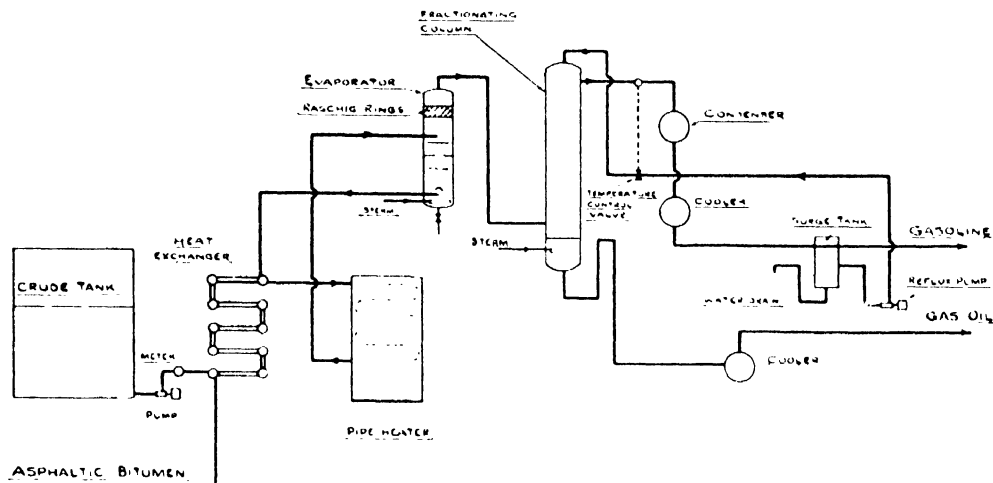 FRACTIONATING
COLUMN
EVAPORATOR
RASCHIG RINGS
CONDENSER
STEAM
TEMPERATURE
CONTROL
VALVE
COOLER
SURGE TANK
GASOLINE
HEAT
EXCHANGER
STEAM
CRUDE TANK
WATER DRAW
REFLUX PUMP
GAS OIL
METER
COOLER
PUMP
PIPE HEATER
ASPHALTIC BITUMEN